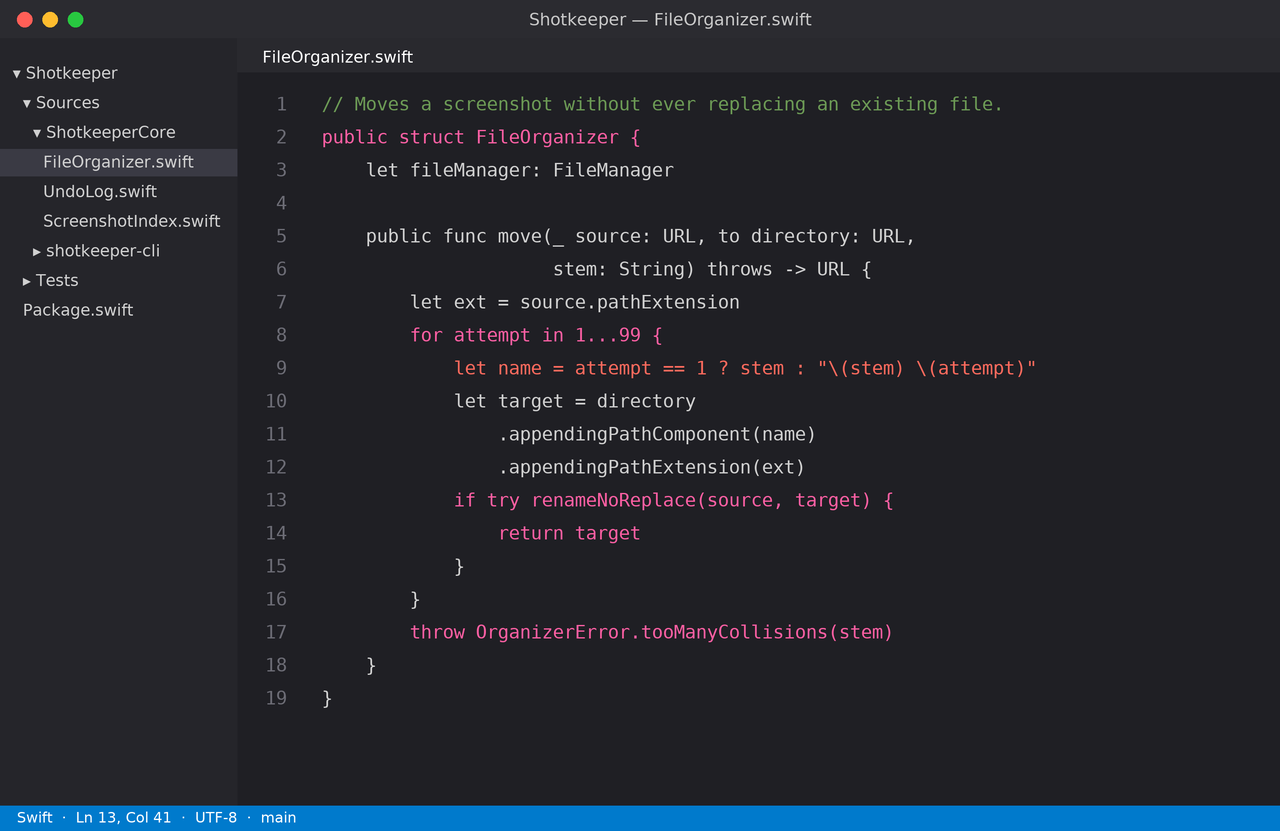 Shotkeeper — FileOrganizer.swift
▾ Shotkeeper
▾ Sources
▾ ShotkeeperCore
FileOrganizer.swift
UndoLog.swift
ScreenshotIndex.swift
▸ shotkeeper-cli
▸ Tests
Package.swift
FileOrganizer.swift
1 // Moves a screenshot without ever replacing an existing file.
2 public struct FileOrganizer {
3     let fileManager: FileManager
4
5     public func move(_ source: URL, to directory: URL,
6                      stem: String) throws -> URL {
7         let ext = source.pathExtension
8         for attempt in 1...99 {
9             let name = attempt == 1 ? stem : "\(stem) \(attempt)"
10             let target = directory
11                 .appendingPathComponent(name)
12                 .appendingPathExtension(ext)
13             if try renameNoReplace(source, target) {
14                 return target
15             }
16         }
17         throw OrganizerError.tooManyCollisions(stem)
18     }
19 }
Swift · Ln 13, Col 41 · UTF-8 · main